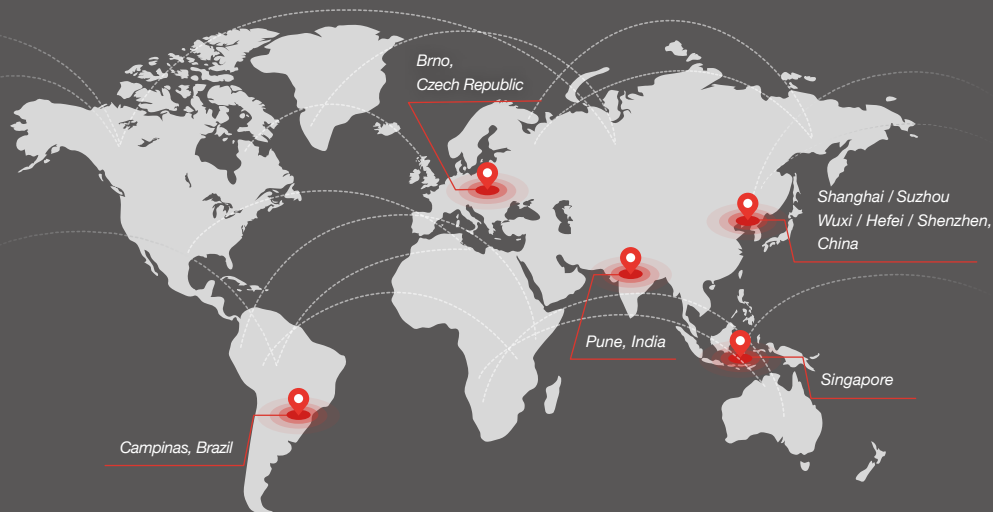 Brno,
Czech Republic
Shanghai / Suzhou
Wuxi / Hefei / Shenzhen,
China
Pune, India
Singapore
Campinas, Brazil